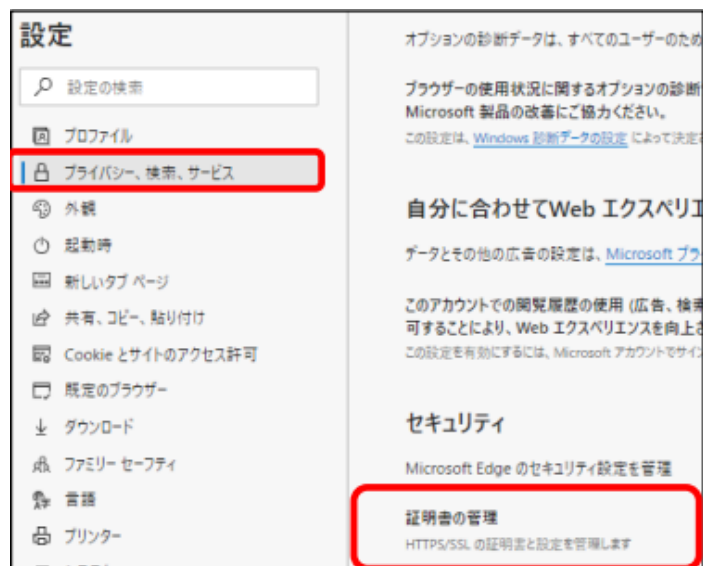 設定
設定の検索
プロファイル
プライバシー、検索、サービス
外観
起動時
新しいタブ ページ
共有、コピー、貼り付け
Cookie とサイトのアクセス許可
既定のブラウザー
ダウンロード
ファミリー セーフティ
言語
プリンター
オプションの診断データは、すべてのユーザーのため
ブラウザーの使用状況に関するオプションの診断
Microsoft 製品の改善にご協力ください。
この設定は、Windows 診断データの設定 によって決定
自分に合わせてWeb エクスペリエ
データとその他の広告の設定は、Microsoft プラ
このアカウントでの閲覧履歴の使用 (広告、検索
可することにより、Web エクスペリエンスを向上さ
この設定を有効にするには、Microsoft アカウントでサイン
セキュリティ
Microsoft Edge のセキュリティ設定を管理
証明書の管理
HTTPS/SSL の証明書と設定を管理します